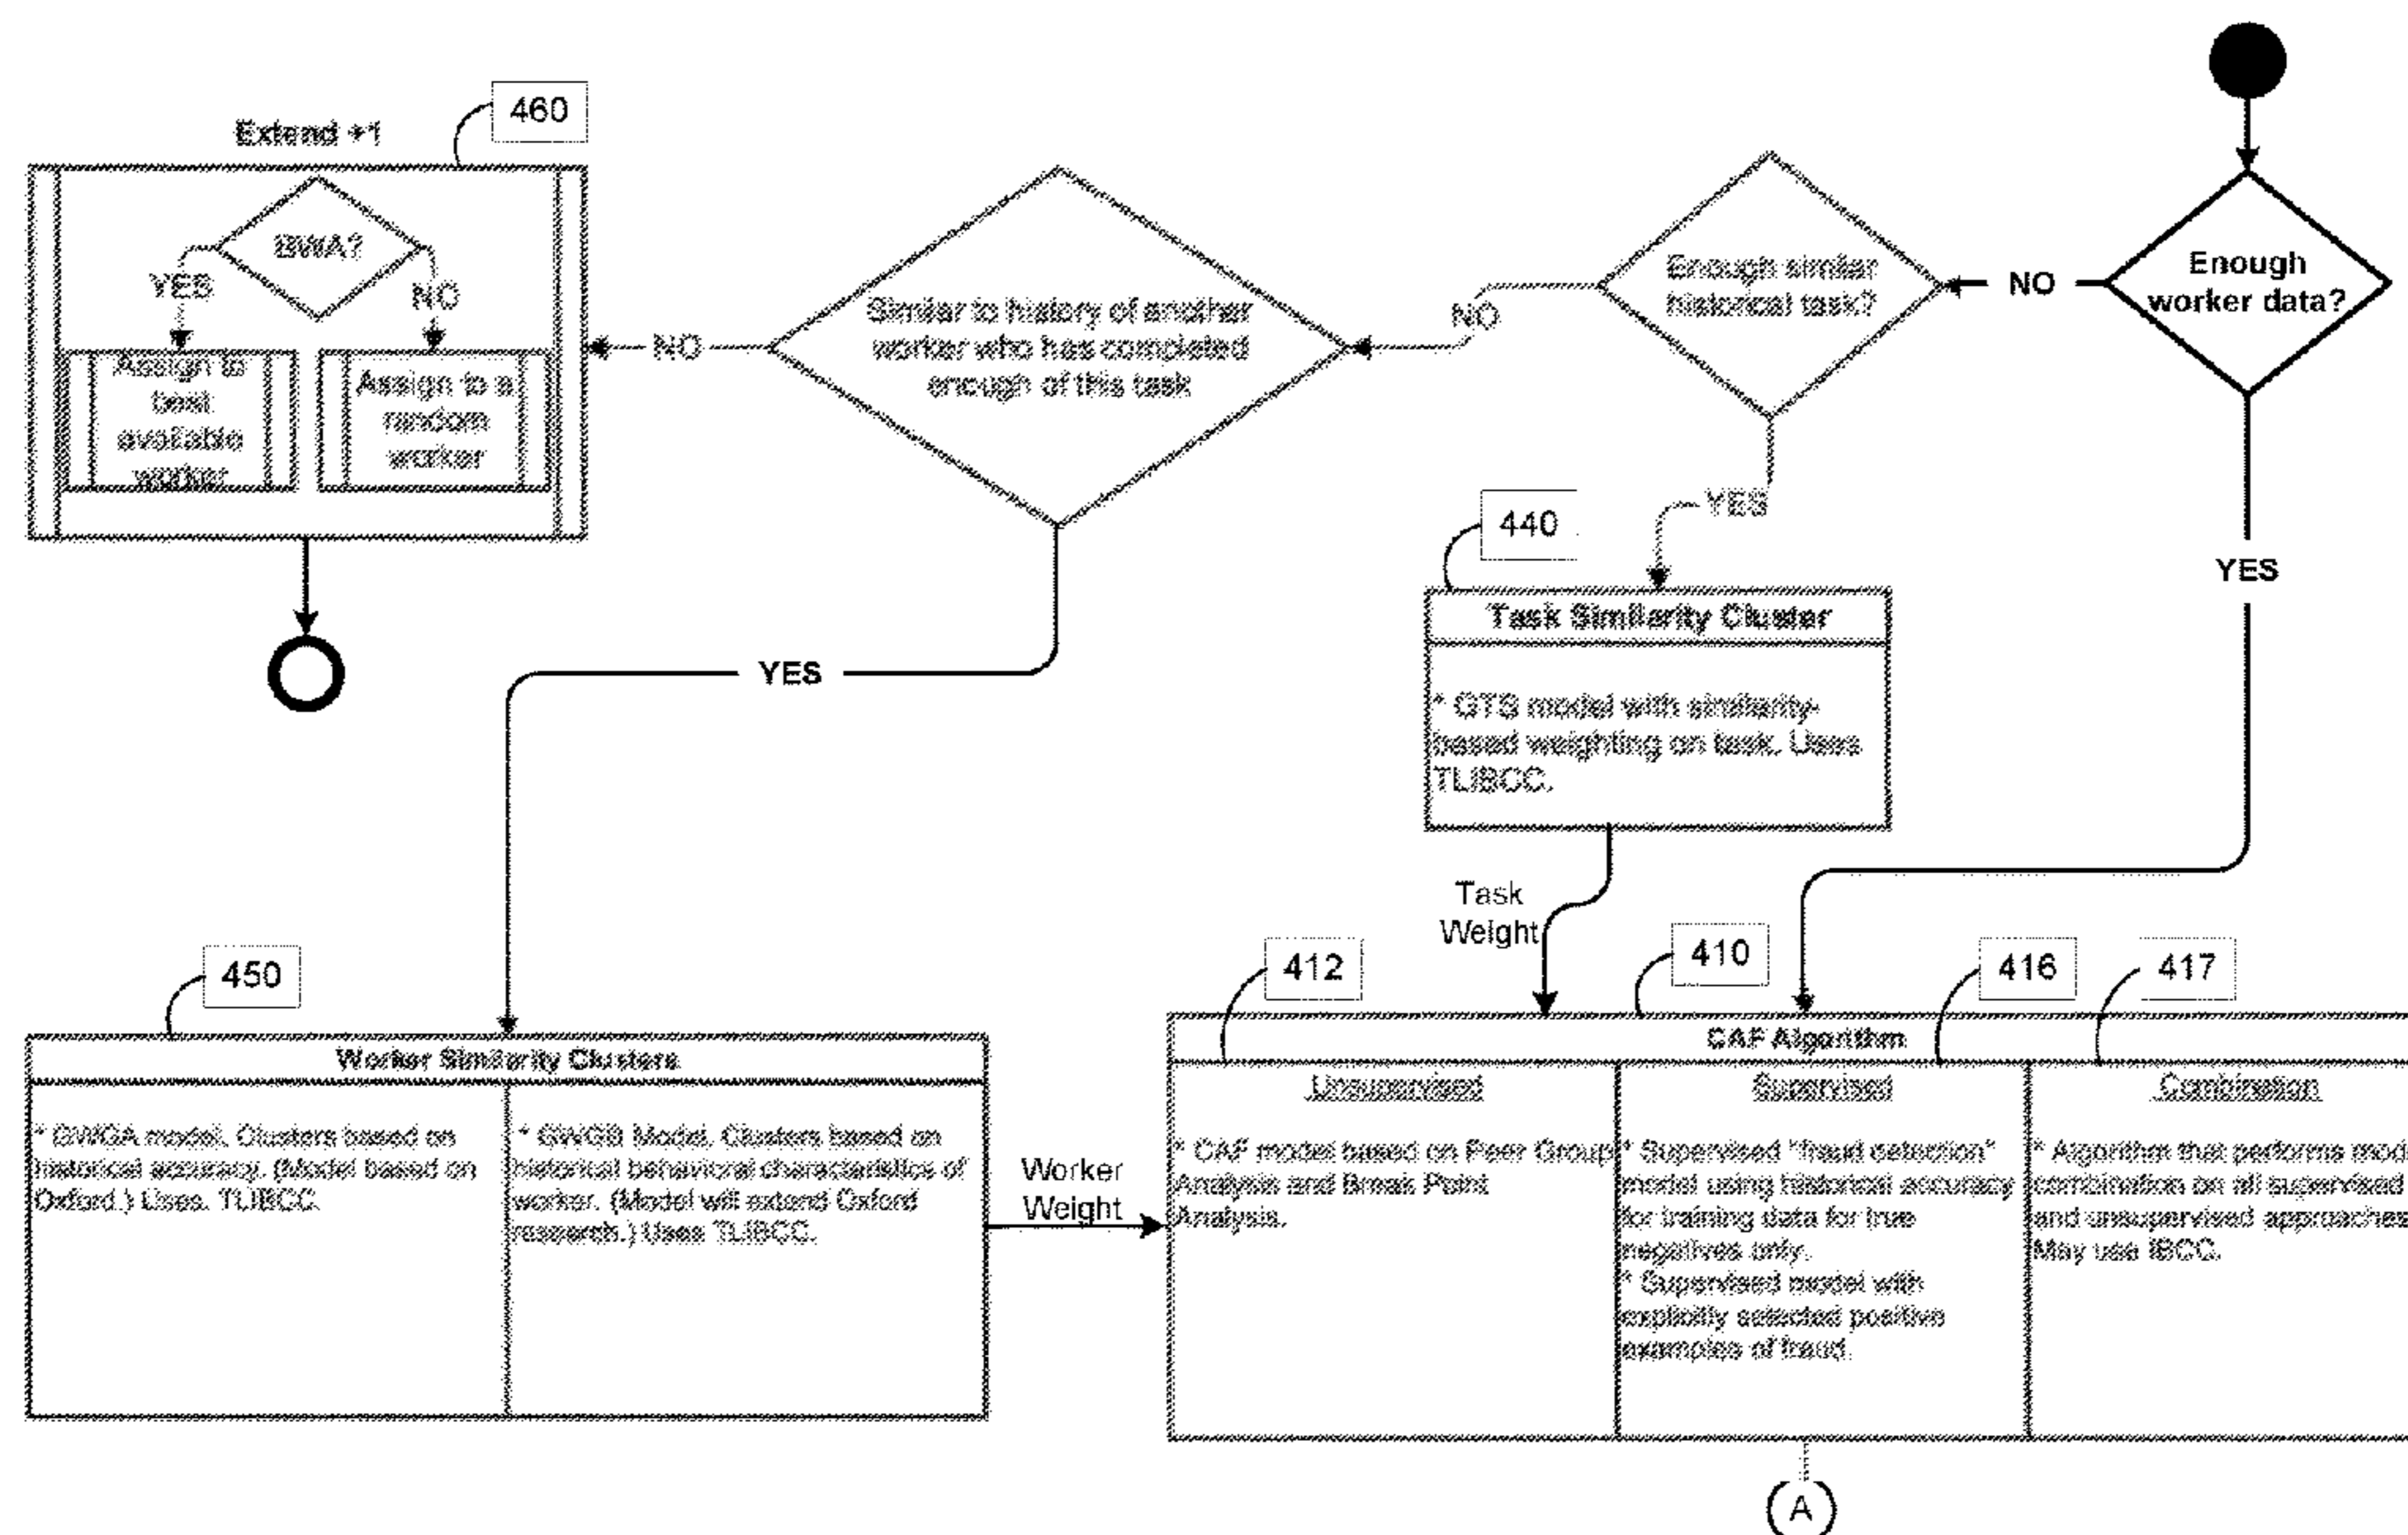 460
Extend +1
BWA?
YES
NO
Assign to
best
available
worker
Assign to a
random
worker
NO
Similar to history of another
worker who has completed
enough of this task
NO
Enough similar
historical task?
NO
Enough
worker data?
YES
YES
YES
440
Task Similarity Cluster
* GTS model with similarity-
based weighting on task. Uses
TLIBCC.
Task
Weight
450
Worker Similarity Clusters
* GWGA model. Clusters based on
historical accuracy. (Model based on
Oxford.) Uses. TLIBCC.
* GWGB Model. Clusters based on
historical behavioral characteristics of
worker. (Model will extend Oxford
research.) Uses TLIBCC.
Worker
Weight
412
410
416
417
CAF Algorithm
Unsupervised
* CAF model based on Peer Group
Analysis and Break Point
Analysis.
Supervised
* Supervised "fraud detection"
model using historical accuracy
for training data for true
negatives only.
* Supervised model with
explicitly selected positive
examples of fraud.
Combination
* Algorithm that performs mod
combination on all supervised
and unsupervised approaches
May use IBCC.
A